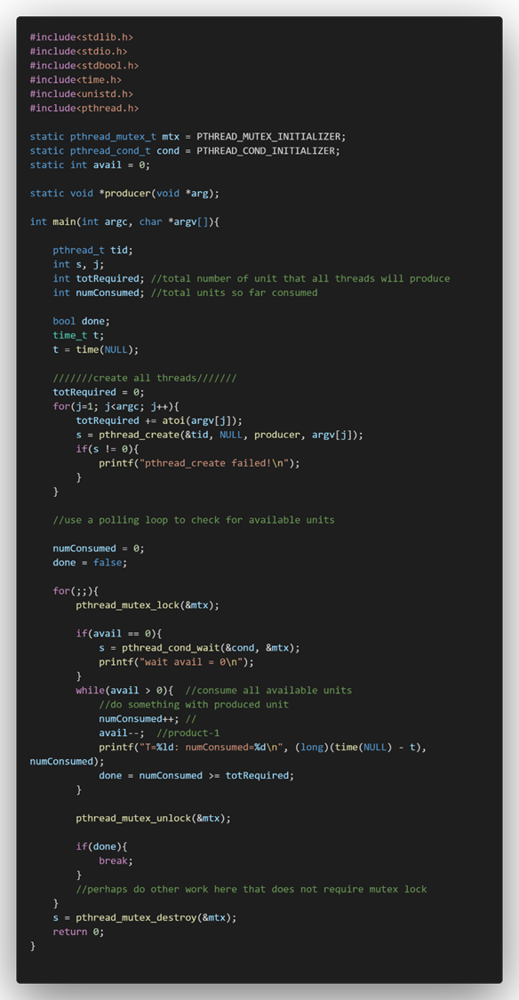 #include<stdlib.h>
#include<stdio.h>
#include<stdbool.h>
#include<time.h>
#include<unistd.h>
#include<pthread.h>

static pthread_mutex_t mtx = PTHREAD_MUTEX_INITIALIZER;
static pthread_cond_t cond = PTHREAD_COND_INITIALIZER;
static int avail = 0;

static void *producer(void *arg);

int main(int argc, char *argv[]){

    pthread_t tid;
    int s, j;
    int totRequired; //total number of unit that all threads will produce
    int numConsumed; //total units so far consumed

    bool done;
    time_t t;
    t = time(NULL);

    ///////create all threads///////
    totRequired = 0;
    for(j=1; j<argc; j++){
        totRequired += atoi(argv[j]);
        s = pthread_create(&tid, NULL, producer, argv[j]);
        if(s != 0){
            printf("pthread_create failed!\n");
        }
    }

    //use a polling loop to check for available units

    numConsumed = 0;
    done = false;

    for(;;){
        pthread_mutex_lock(&mtx);

        if(avail == 0){
            s = pthread_cond_wait(&cond, &mtx);
            printf("wait avail = 0\n");
        }
        while(avail > 0){  //consume all available units
            //do something with produced unit
            numConsumed++; //
            avail--;  //product-1
            printf("T=%ld: numConsumed=%d\n", (long)(time(NULL) - t),
numConsumed);
            done = numConsumed >= totRequired;
        }

        pthread_mutex_unlock(&mtx);

        if(done){
            break;
        }
        //perhaps do other work here that does not require mutex lock
    }
    s = pthread_mutex_destroy(&mtx);
    return 0;
}